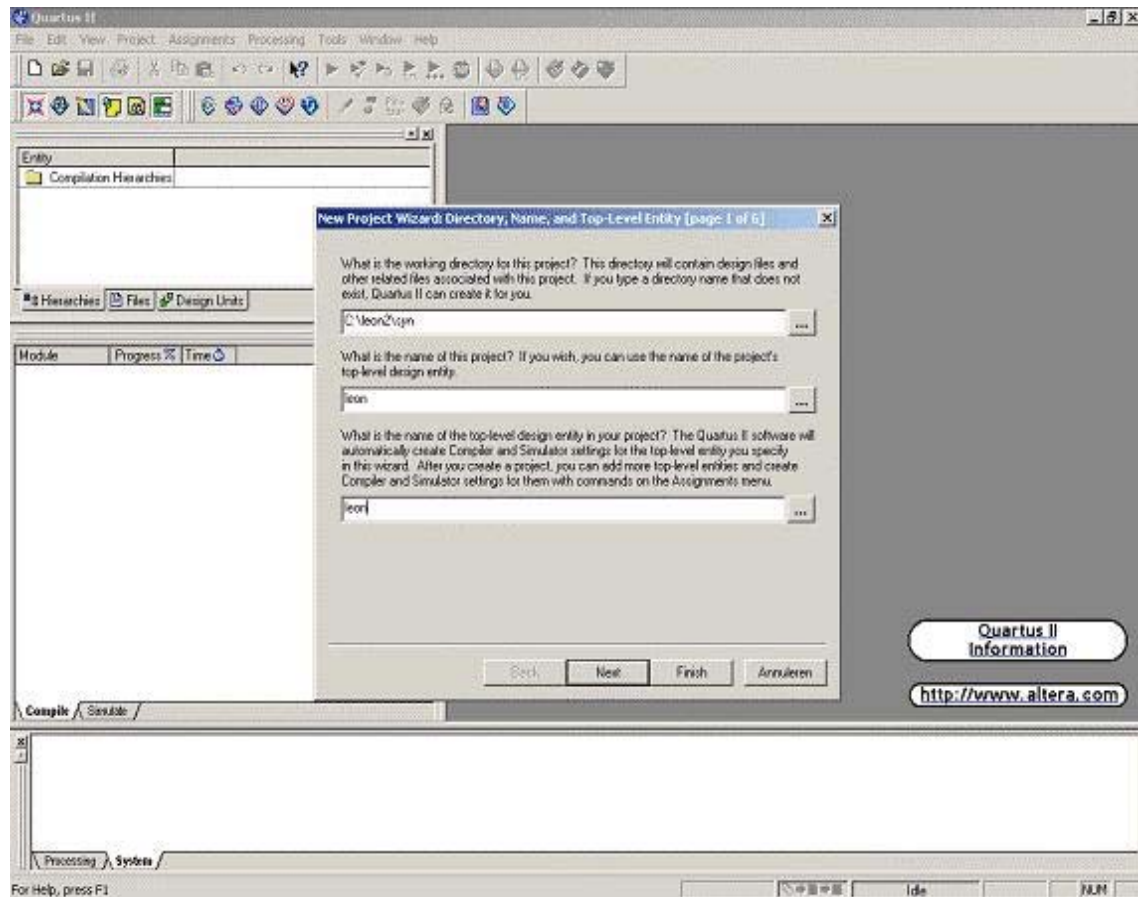 Quartus II
File Edit View Project Assignments Processing Tools Window Help
Entity
Compilation Hierarchies
Hierarchies Files Design Units
Module Progress % Time
Compile Simulate
New Project Wizard: Directory, Name, and Top-Level Entity [page 1 of 6]
What is the working directory for this project? This directory will contain design files and
other related files associated with this project. If you type a directory name that does not
exist, Quartus II can create it for you.
C:\leon2\syn
...
What is the name of this project? If you wish, you can use the name of the project's
top-level design entity.
leon
...
What is the name of the top-level design entity in your project? The Quartus II software will
automatically create Compiler and Simulator settings for the top-level entity you specify
in this wizard. After you create a project, you can add more top-level entities and create
Compiler and Simulator settings for them with commands on the Assignments menu.
leon
...
Back Next Finish Annuleren
Quartus II
Information
http://www.altera.com
Processing System
For Help, press F1
Idle
NUM